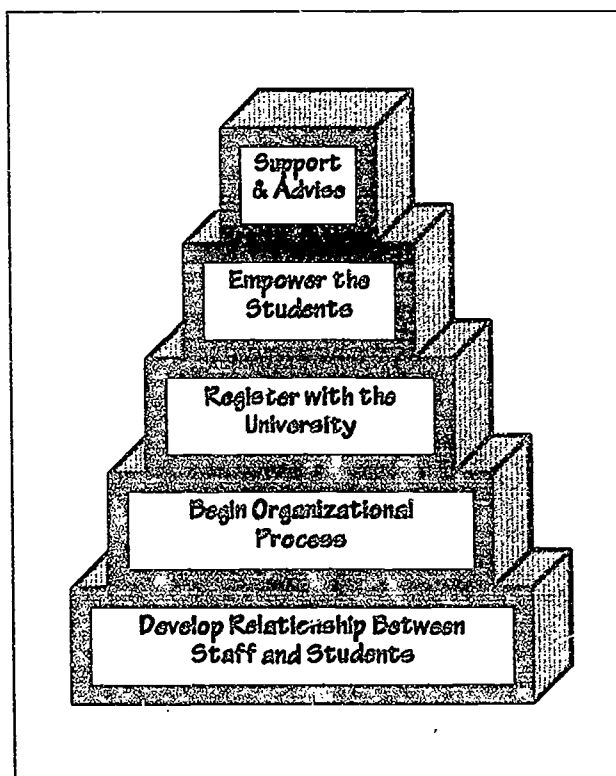 Support
& Advise
Empower the
Students
Register with the
University
Begin Organizational
Process
Develop Relationship Between
Staff and Students